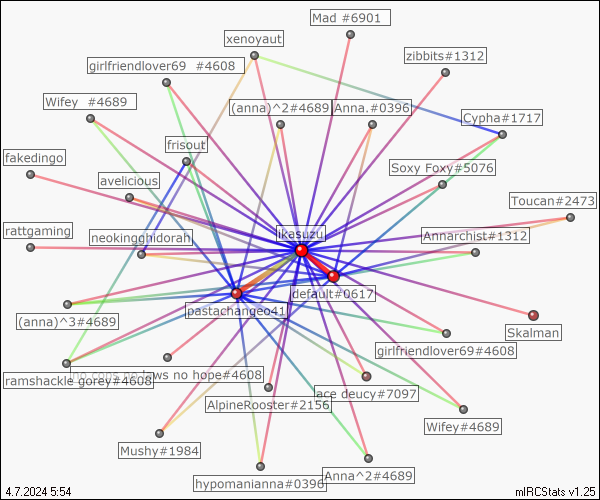 Mad #6901
xenoyaut
zibbits#1312
girlfriendlover69 #4608
Wifey #4689
(anna)^2#4689
Anna.#0396
Cypha#1717
frisout
fakedingo
Soxy Foxy#5076
avelicious
Toucan#2473
ikasuzu
rattgaming
neokingghidorah
Annarchist#1312
default#0617
pastachangeo41
(anna)^3#4689
Skalman
girlfriendlover69#4608
no cops no laws no hope#4608
ramshackle gorey#4608
ace deucy#7097
AlpineRooster#2156
Wifey#4689
Mushy#1984
Anna^2#4689
hypomanianna#0396
4.7.2024 5:54
mIRCStats v1.25